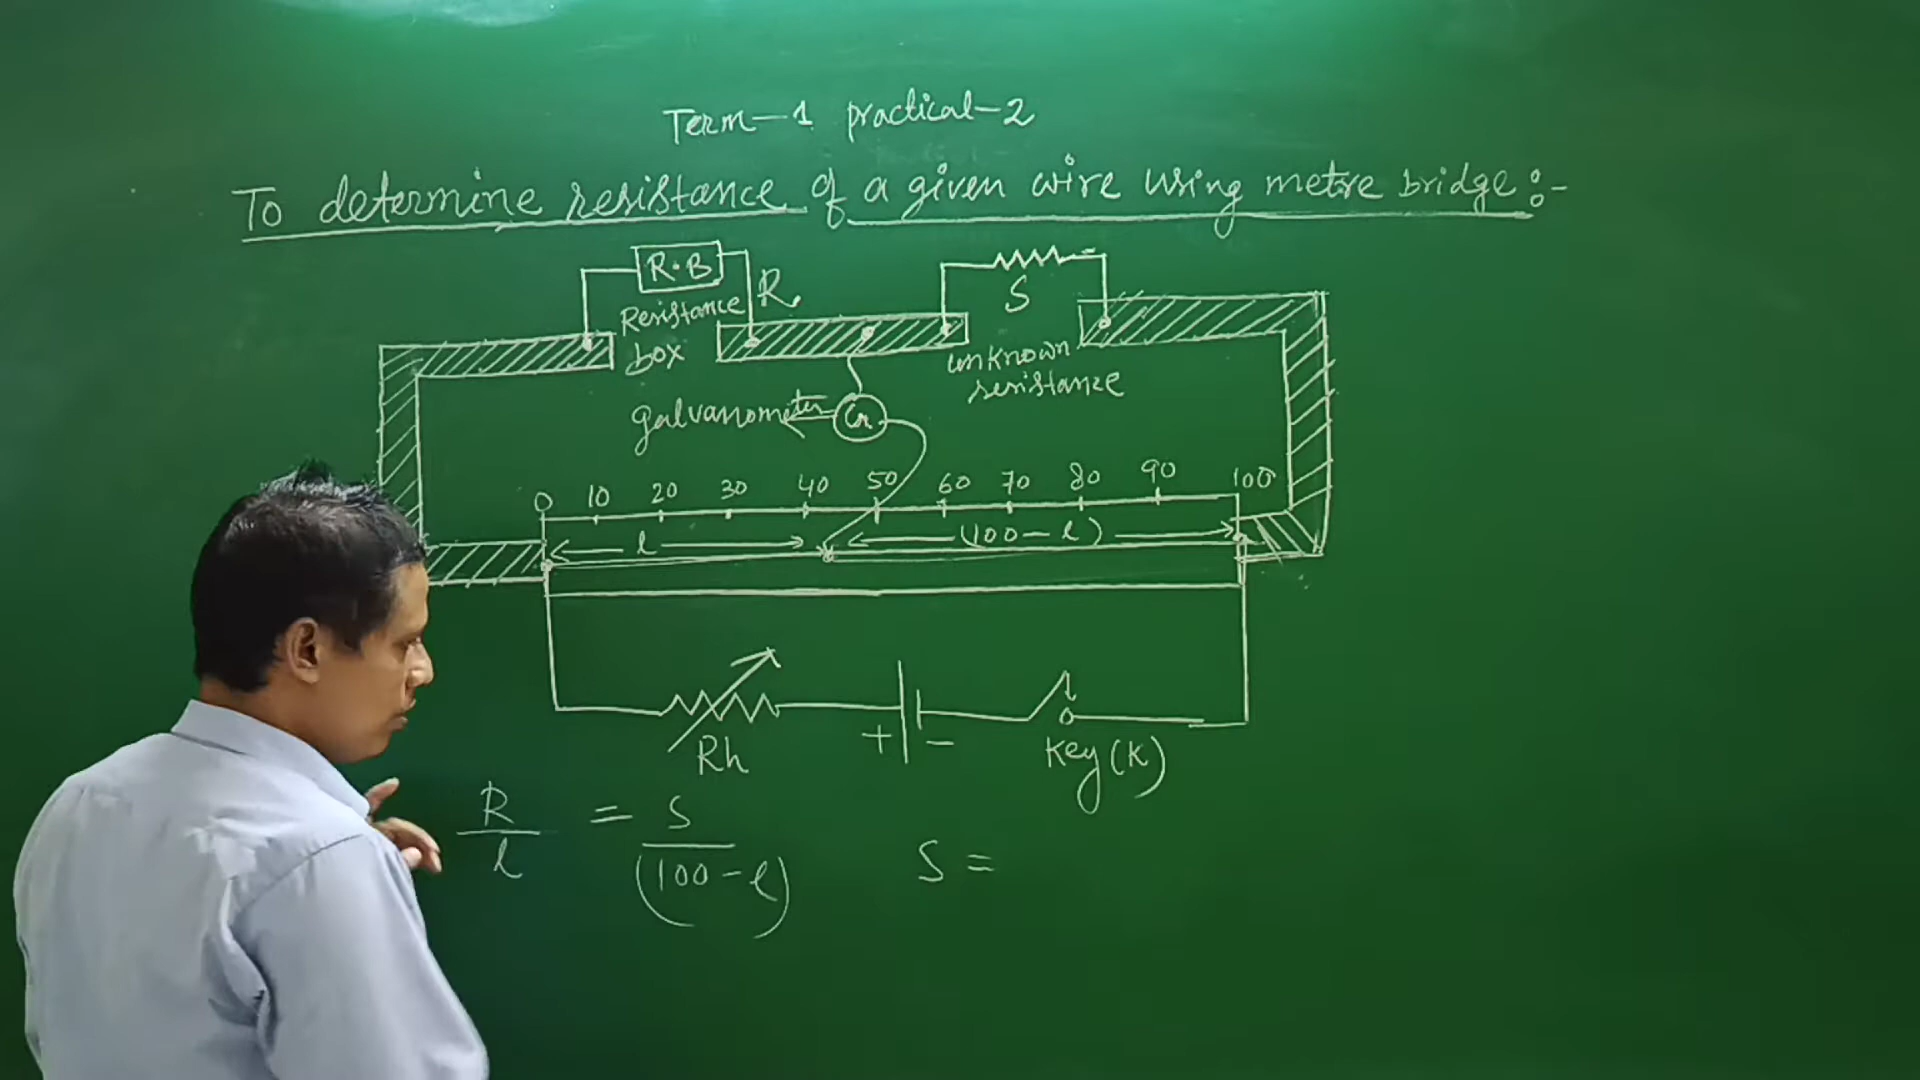 Term-1 practical-2
To determine resistance of a given wire using metre bridge:-
R.B
R
S
Resistance
box
unknown
resistance
galvanometer
G
0 10 20 30 40 50 60 70 80 90 100
l
(100-l)
Rh
+ -
Key(K)
R/l = S/(100-l)
S =